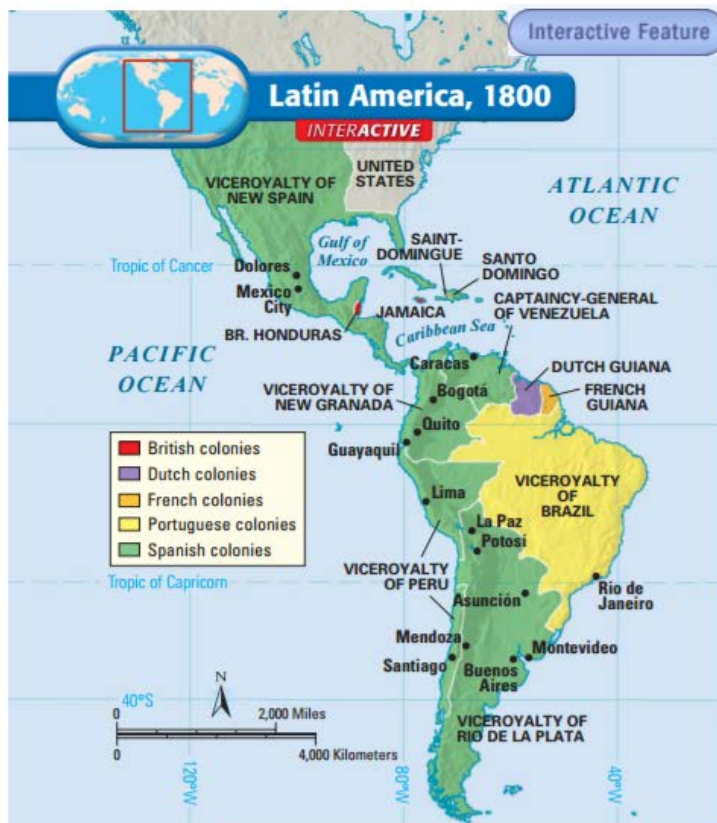 Interactive Feature
Latin America, 1800
INTERACTIVE
UNITED
STATES
VICEROYALTY OF
NEW SPAIN
ATLANTIC
OCEAN
Gulf of
Mexico
SAINT-
DOMINGUE
SANTO
DOMINGO
Tropic of Cancer
Dolores
Mexico
City
CAPTAINCY-GENERAL
OF VENEZUELA
JAMAICA
BR. HONDURAS
Caribbean Sea
PACIFIC
OCEAN
Caracas
DUTCH GUIANA
FRENCH
GUIANA
VICEROYALTY OF
NEW GRANADA
Bogotá
Quito
Guayaquil
British colonies
Dutch colonies
French colonies
Portuguese colonies
Spanish colonies
VICEROYALTY
OF
BRAZIL
Lima
La Paz
Potosí
VICEROYALTY
OF PERU
Tropic of Capricorn
Asunción
Rio de
Janeiro
Mendoza
Santiago
Montevideo
Buenos
Aires
N
40°S
0
2,000 Miles
0
4,000 Kilometers
VICEROYALTY OF
RIO DE LA PLATA
120°W
80°W
40°W